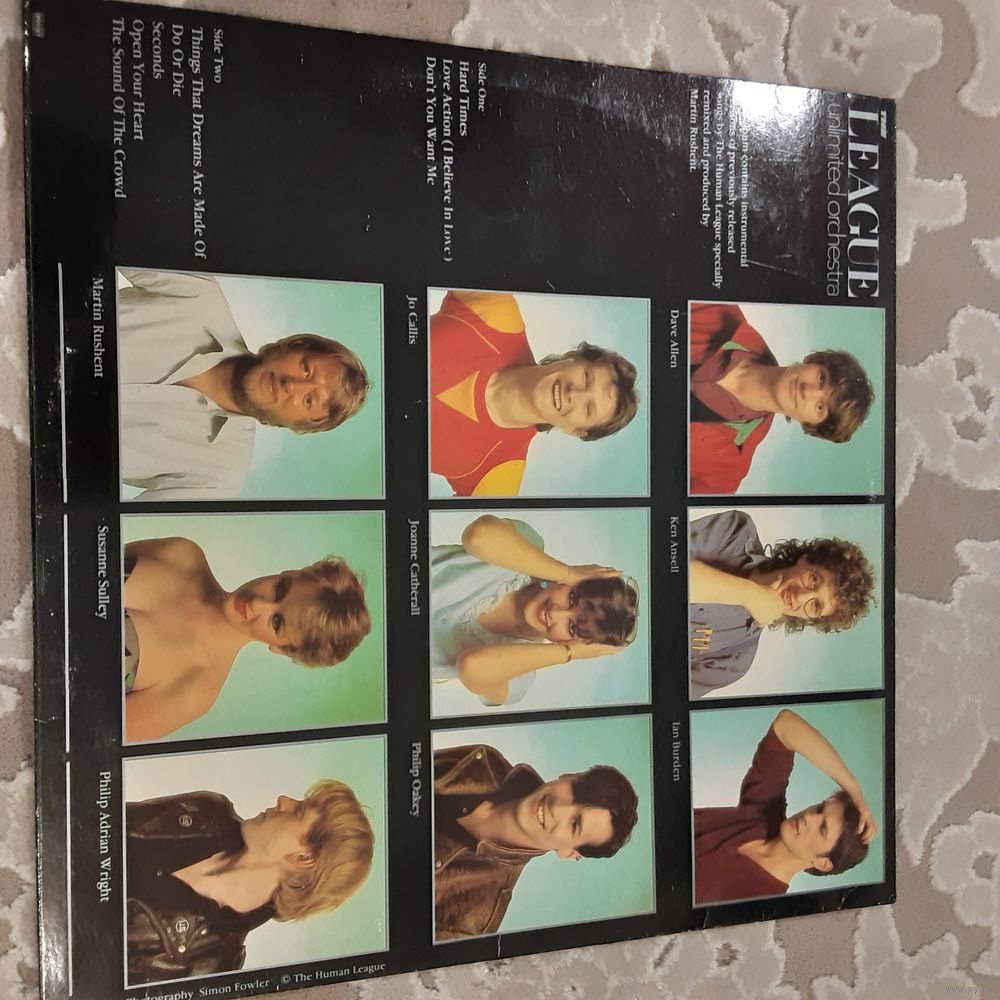 THE
LEAGUE
unlimited orchestra
contains instrumental
of previously released
songs by The Human League specially
remixed and produced by
Martin Rushent.
Side One
Hard Times
Love Action (I Believe In Love)
Don't You Want Me
Side Two
Things That Dreams Are Made Of
Do Or Die
Seconds
Open Your Heart
The Sound Of The Crowd
Dave Allen
Ken Ansell
Ian Burden
Jo Callis
Joanne Catherall
Philip Oakey
Martin Rushent
Susanne Sulley
Philip Adrian Wright
Photography Simon Fowler
© The Human League